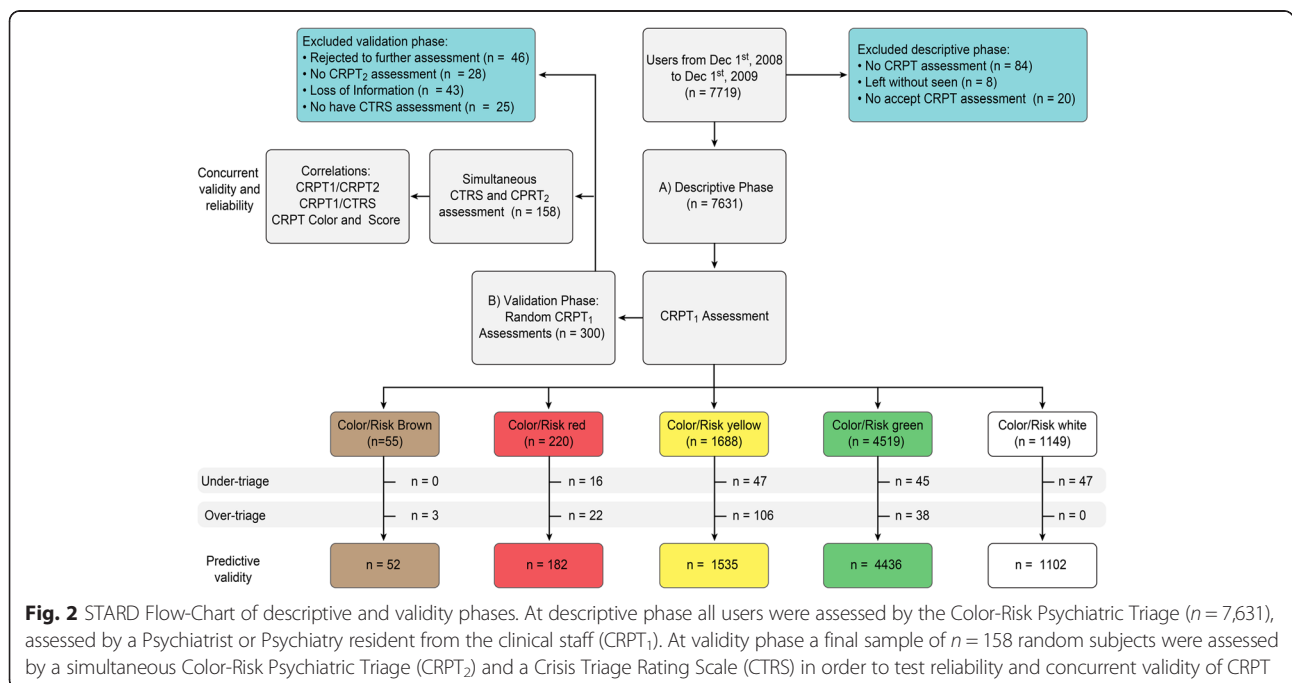 Excluded validation phase:
• Rejected to further assessment (n = 46)
• No CRPT₂ assessment (n = 28)
• Loss of Information (n = 43)
• No have CTRS assessment (n = 25)
Users from Dec 1st, 2008
to Dec 1st, 2009
(n = 7719)
Excluded descriptive phase:
• No CRPT assessment (n = 84)
• Left without seen (n = 8)
• No accept CRPT assessment (n = 20)
Concurrent
validity and
reliability
Correlations:
CRPT1/CRPT2
CRPT1/CTRS
CRPT Color and Score
Simultaneous
CTRS and CPRT₂
assessment (n = 158)
A) Descriptive Phase
(n = 7631)
B) Validation Phase:
Random CRPT₁
Assessments (n = 300)
CRPT₁ Assessment
Color/Risk Brown
(n=55)
Color/Risk red
(n = 220)
Color/Risk yellow
(n = 1688)
Color/Risk green
(n = 4519)
Color/Risk white
(n = 1149)
Under-triage n = 0 n = 16 n = 47 n = 45 n = 47
Over-triage n = 3 n = 22 n = 106 n = 38 n = 0
Predictive
validity
n = 52 n = 182 n = 1535 n = 4436 n = 1102
Fig. 2 STARD Flow-Chart of descriptive and validity phases. At descriptive phase all users were assessed by the Color-Risk Psychiatric Triage (n = 7,631),
assessed by a Psychiatrist or Psychiatry resident from the clinical staff (CRPT₁). At validity phase a final sample of n = 158 random subjects were assessed
by a simultaneous Color-Risk Psychiatric Triage (CRPT₂) and a Crisis Triage Rating Scale (CTRS) in order to test reliability and concurrent validity of CRPT